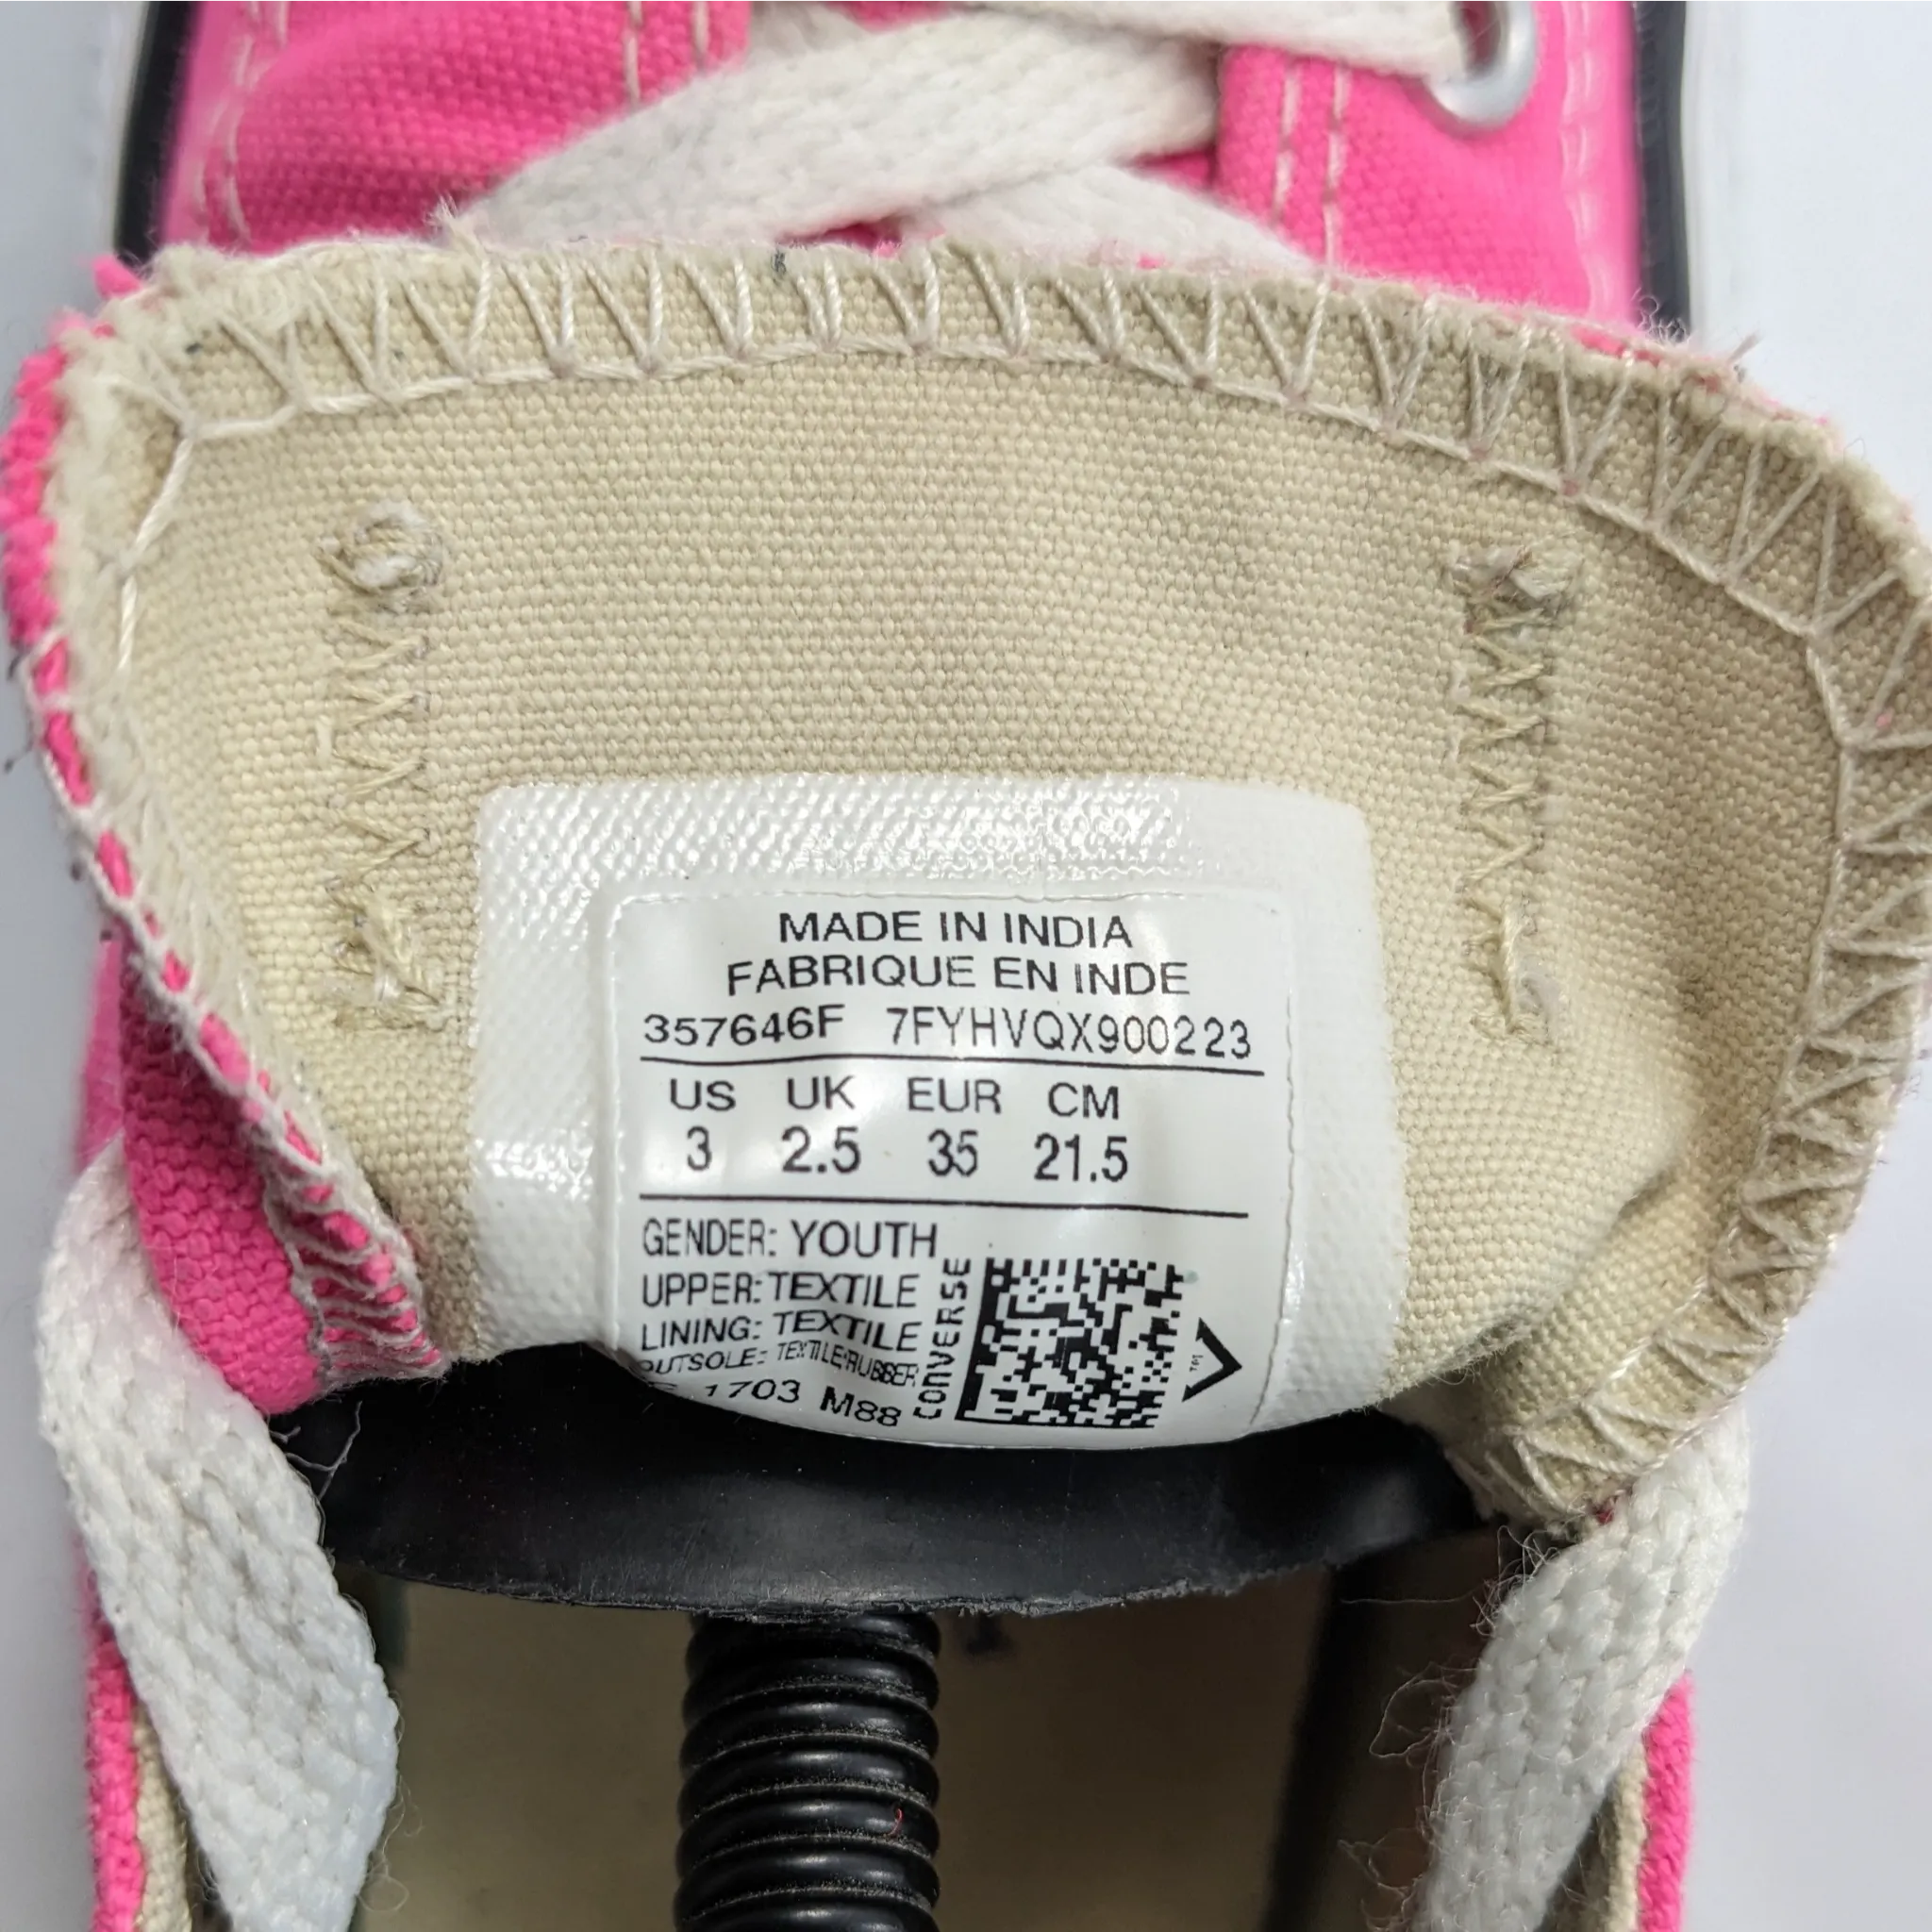 MADE IN INDIA
FABRIQUE EN INDE
357646F 7FYHVQX900223
US UK EUR CM
3 2.5 35 21.5
GENDER: YOUTH
UPPER: TEXTILE
LINING: TEXTILE
OUTSOLE: TEXTILE/RUBBER
1703 M88
CONVERSE